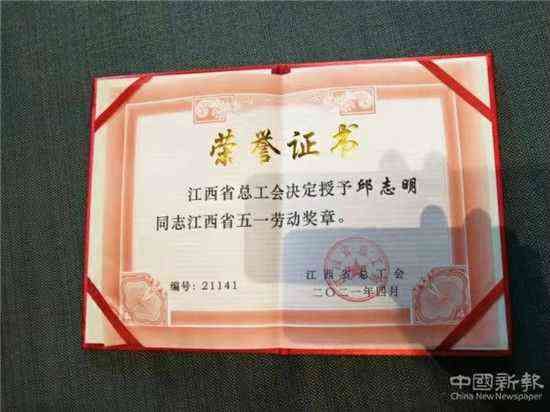 荣誉证书
江西省总工会决定授予邱志明
同志江西省五一劳动奖章。
编号：21141
江西省总工会
二〇二一年四月
中國新報
China New Newspaper